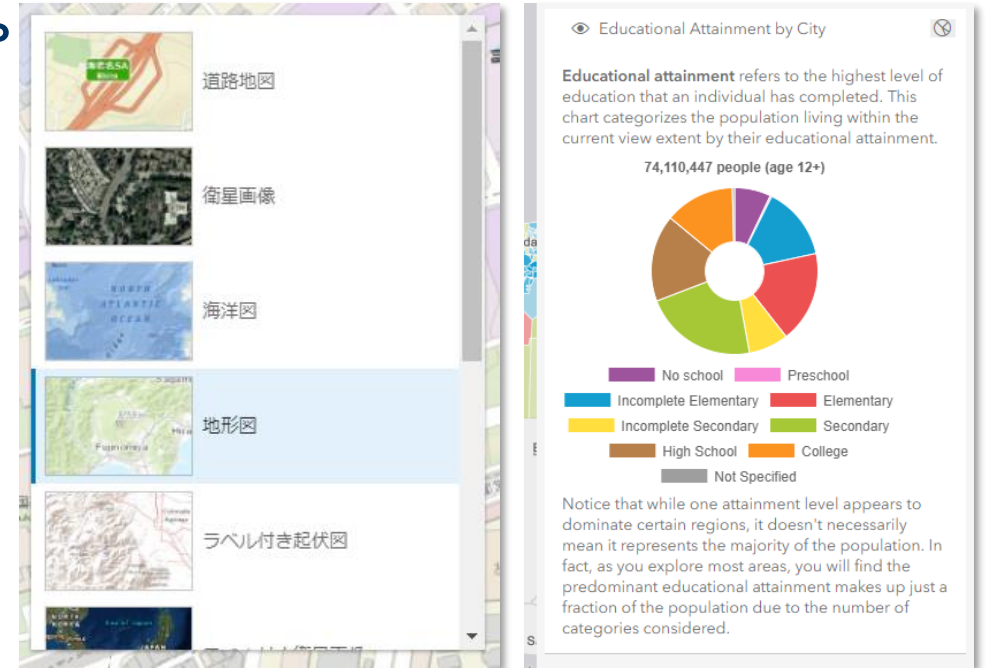 道路地図
衛星画像
海洋図
NORTH
ATLANTIC
OCEAN
地形図
ラベル付き起伏図
NORTH
KOREA
JAPAN
Educational Attainment by City
Educational attainment refers to the highest level of
education that an individual has completed. This
chart categorizes the population living within the
current view extent by their educational attainment.
74,110,447 people (age 12+)
No school Preschool
Incomplete Elementary Elementary
Incomplete Secondary Secondary
High School College
Not Specified
Notice that while one attainment level appears to
dominate certain regions, it doesn't necessarily
mean it represents the majority of the population. In
fact, as you explore most areas, you will find the
predominant educational attainment makes up just a
fraction of the population due to the number of
categories considered.